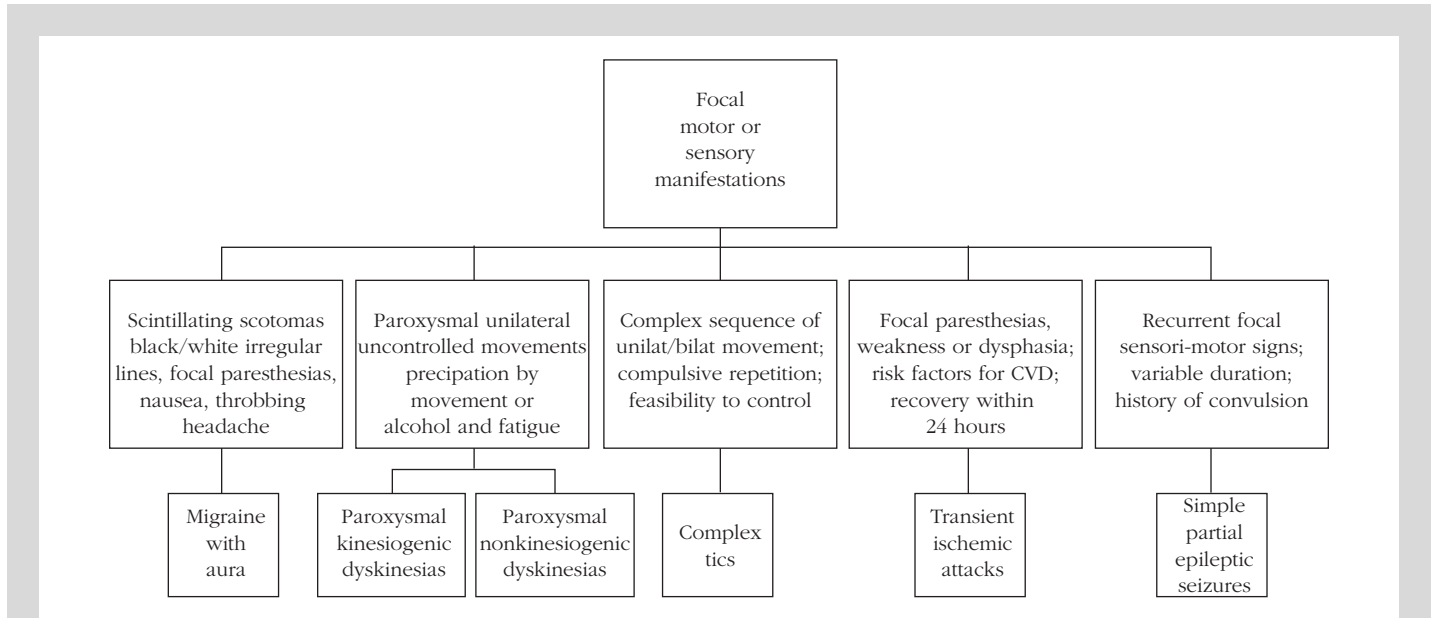 Focal
motor or
sensory
manifestations
Scintillating scotomas
black/white irregular
lines, focal paresthesias,
nausea, throbbing
headache
Paroxysmal unilateral
uncontrolled movements
precipation by
movement or
alcohol and fatigue
Complex sequence of
unilat/bilat movement;
compulsive repetition;
feasibility to control
Focal paresthesias,
weakness or dysphasia;
risk factors for CVD;
recovery within
24 hours
Recurrent focal
sensori-motor signs;
variable duration;
history of convulsion
Migraine
with
aura
Paroxysmal
kinesiogenic
dyskinesias
Paroxysmal
nonkinesiogenic
dyskinesias
Complex
tics
Transient
ischemic
attacks
Simple
partial
epileptic
seizures